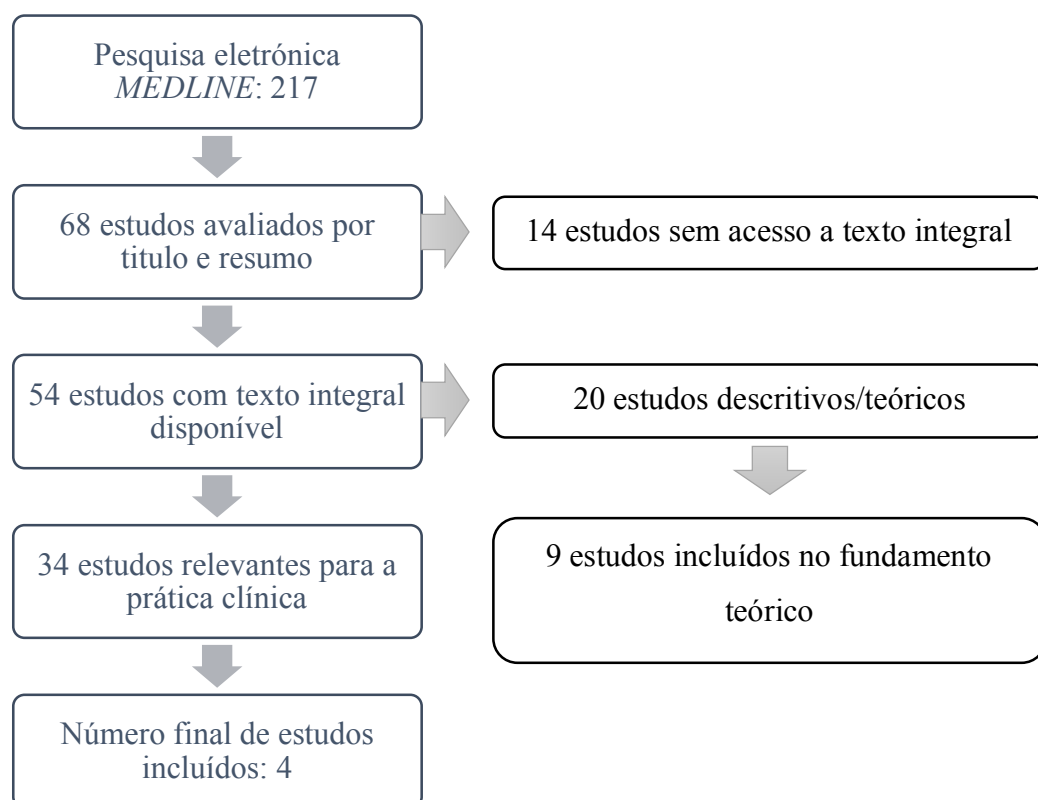 Pesquisa eletrónica
MEDLINE: 217
68 estudos avaliados por
titulo e resumo
14 estudos sem acesso a texto integral
54 estudos com texto integral
disponível
20 estudos descritivos/teóricos
34 estudos relevantes para a
prática clínica
9 estudos incluídos no fundamento
teórico
Número final de estudos
incluídos: 4